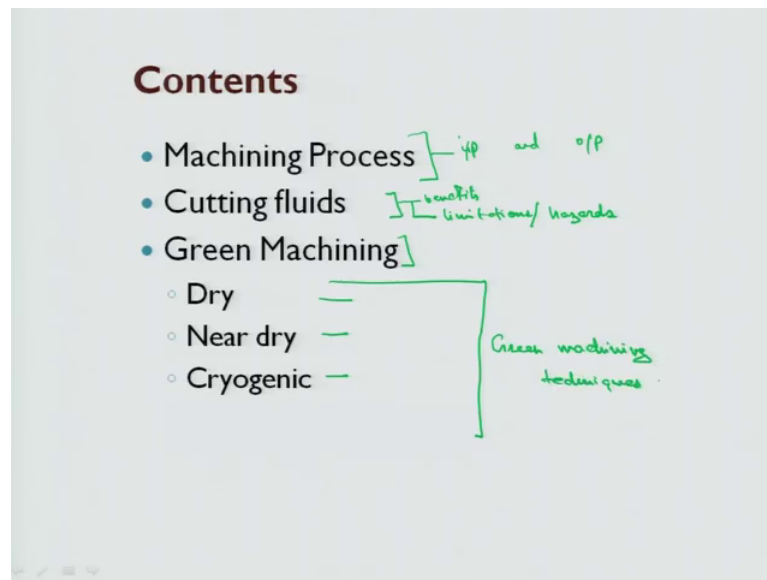 Contents
• Machining Process i/p and o/p
• Cutting fluids benefits
limitations/ hazards
• Green Machining
◦ Dry
◦ Near dry
Green machining
techniques
◦ Cryogenic